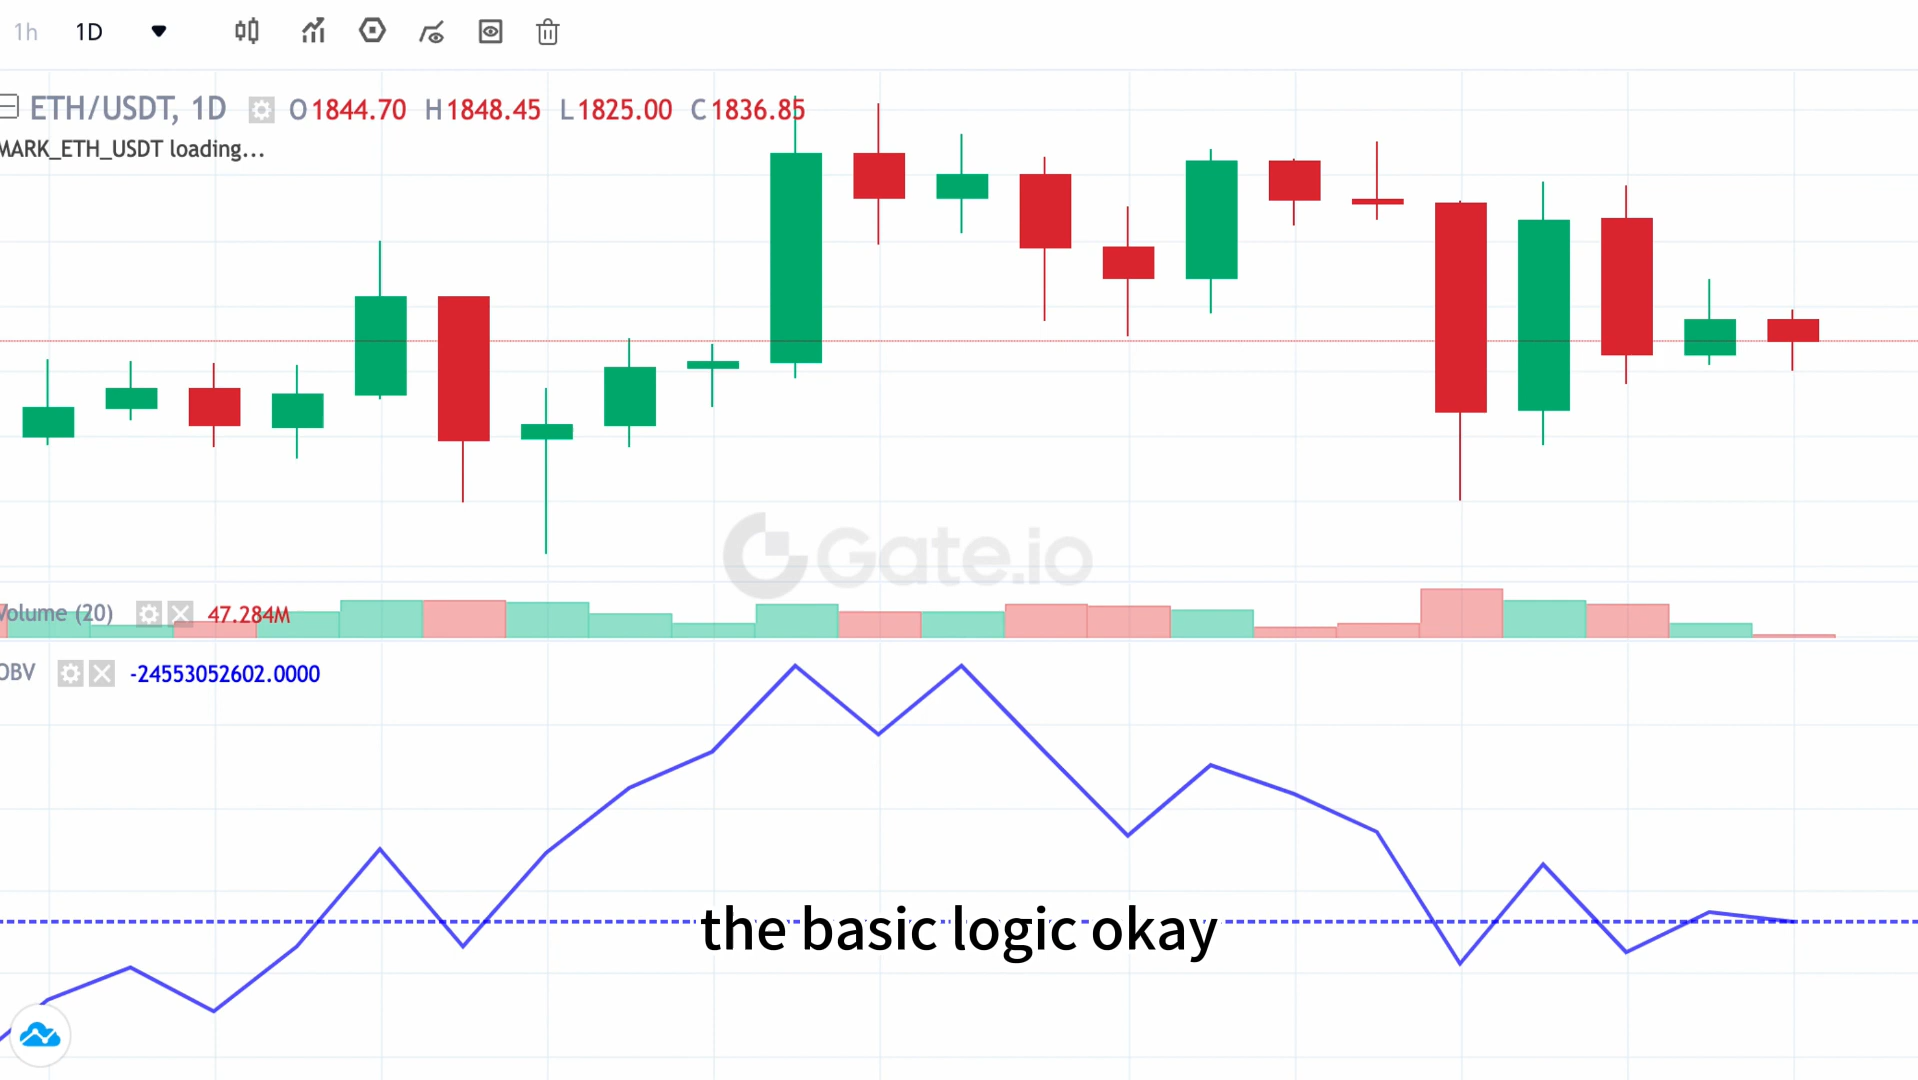 1h 1D
ETH/USDT, 1D O1844.70 H1848.45 L1825.00 C1836.85
MARK_ETH_USDT loading...
Gate.io
Volume (20) 47.284M
OBV -24553052602.0000
the basic logic okay